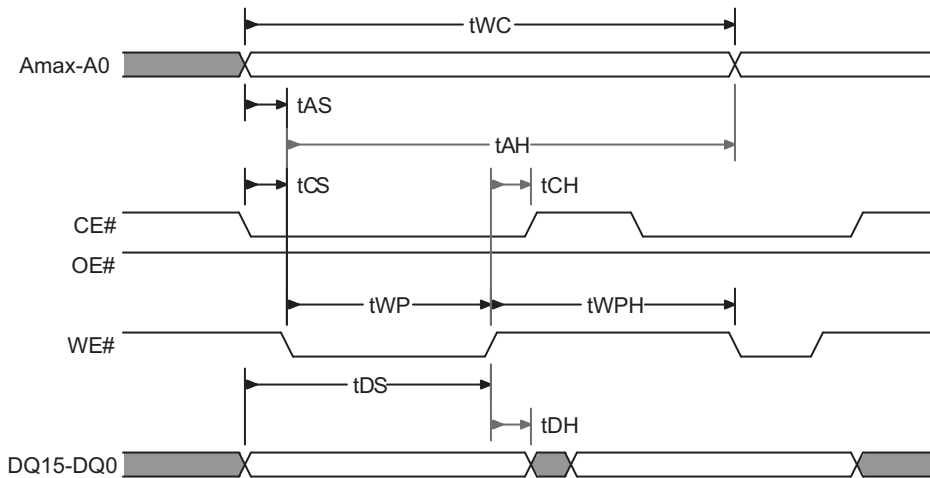 tWC
Amax-A0
tAS
tAH
tCS
tCH
CE#
OE#
tWP
tWPH
WE#
tDS
tDH
DQ15-DQ0